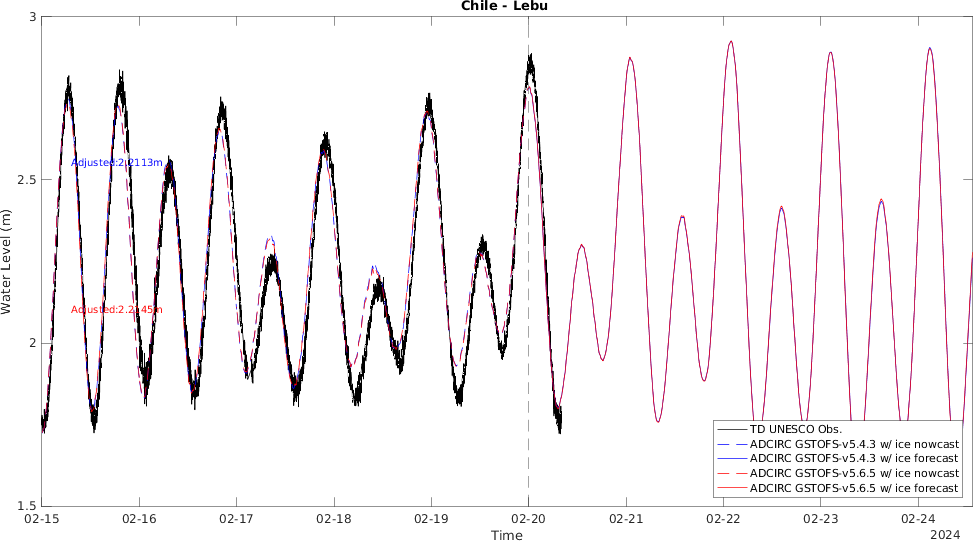 Chile - Lebu
Water Level (m)
3
2.5
2
1.5
Adjusted:2.2113m
Adjusted:2.2145m
TD UNESCO Obs.
ADCIRC GSTOFS-v5.4.3 w/ ice nowcast
ADCIRC GSTOFS-v5.4.3 w/ ice forecast
ADCIRC GSTOFS-v5.6.5 w/ ice nowcast
ADCIRC GSTOFS-v5.6.5 w/ ice forecast
02-15 02-16 02-17 02-18 02-19 02-20 02-21 02-22 02-23 02-24
Time
2024